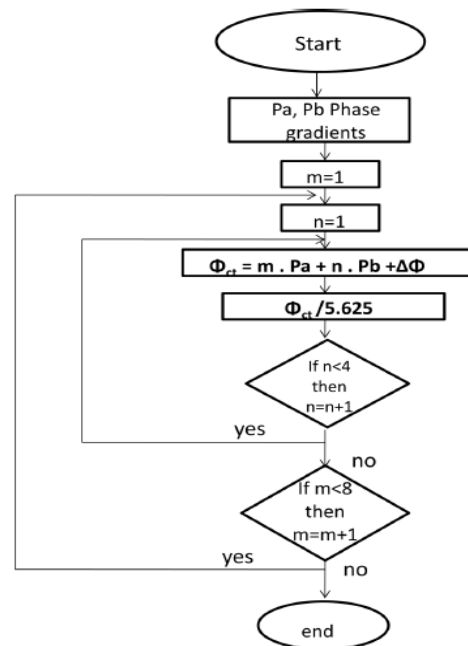 Start
Pa, Pb Phase
gradients
m=1
n=1
Φct = m . Pa + n . Pb +ΔΦ
Φct /5.625
If n<4
then
n=n+1
yes
no
If m<8
then
m=m+1
yes
no
end